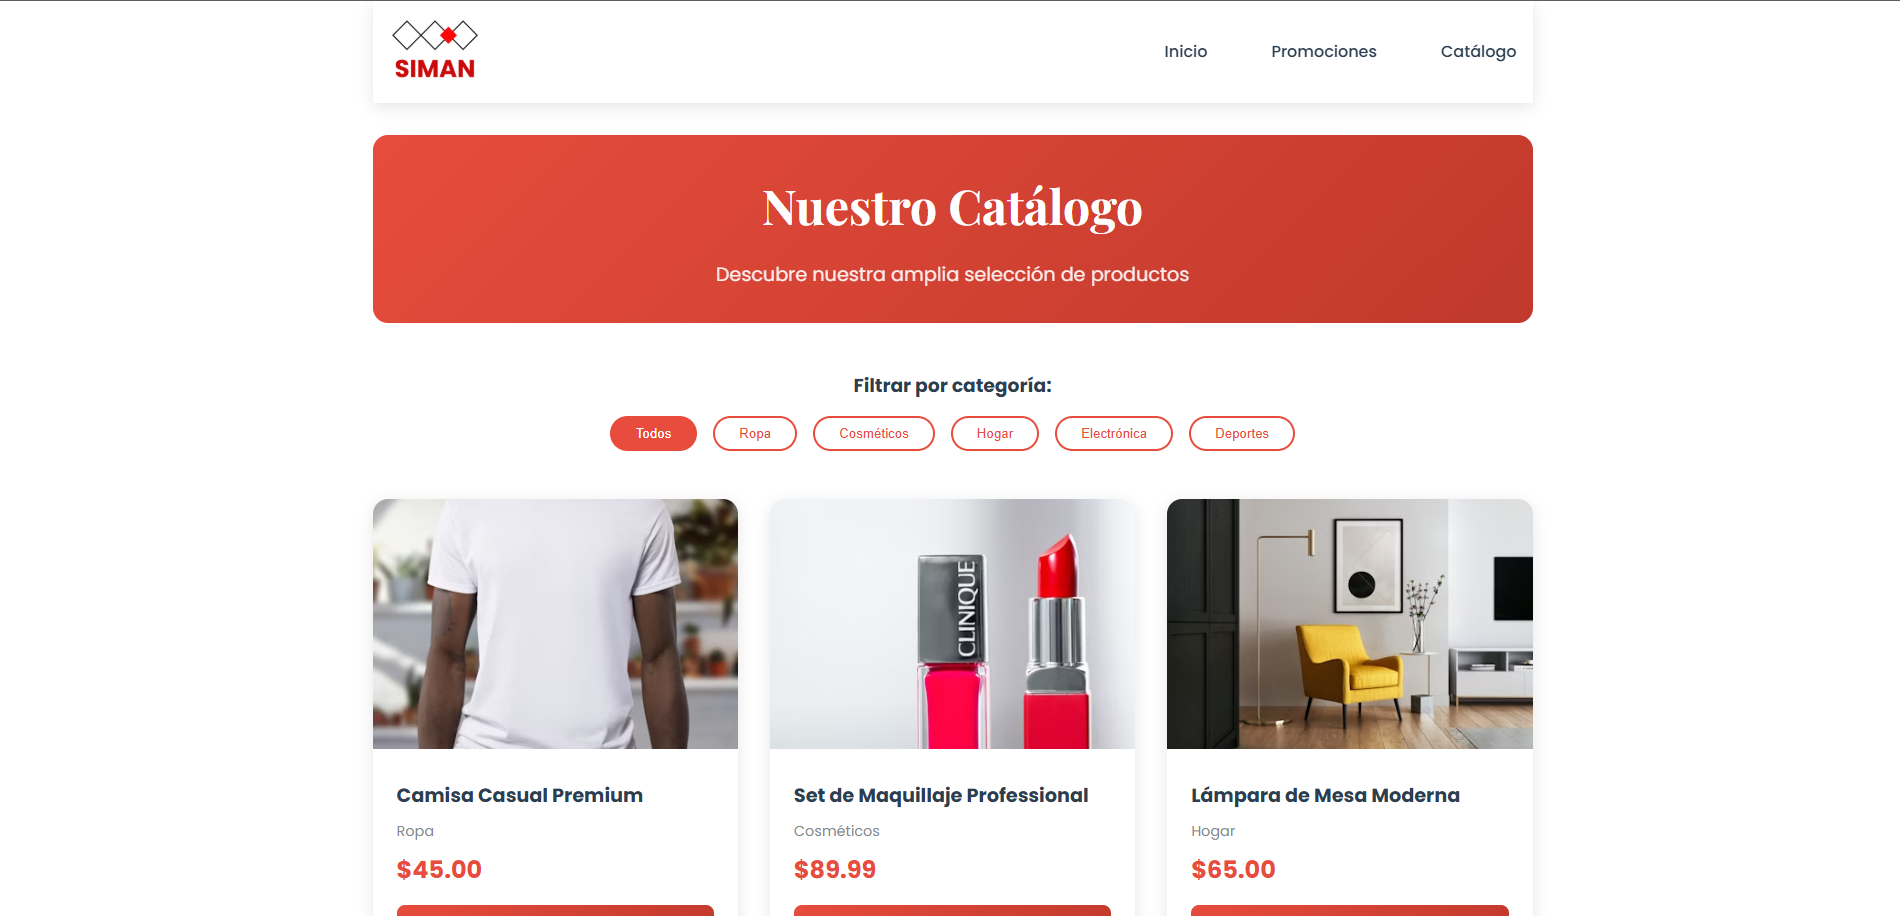 SIMAN
Inicio
Promociones
Catálogo
Nuestro Catálogo
Descubre nuestra amplia selección de productos
Filtrar por categoría:
Todos
Ropa
Cosméticos
Hogar
Electrónica
Deportes
CLINIQUE
Camisa Casual Premium
Ropa
$45.00
Set de Maquillaje Professional
Cosméticos
$89.99
Lámpara de Mesa Moderna
Hogar
$65.00